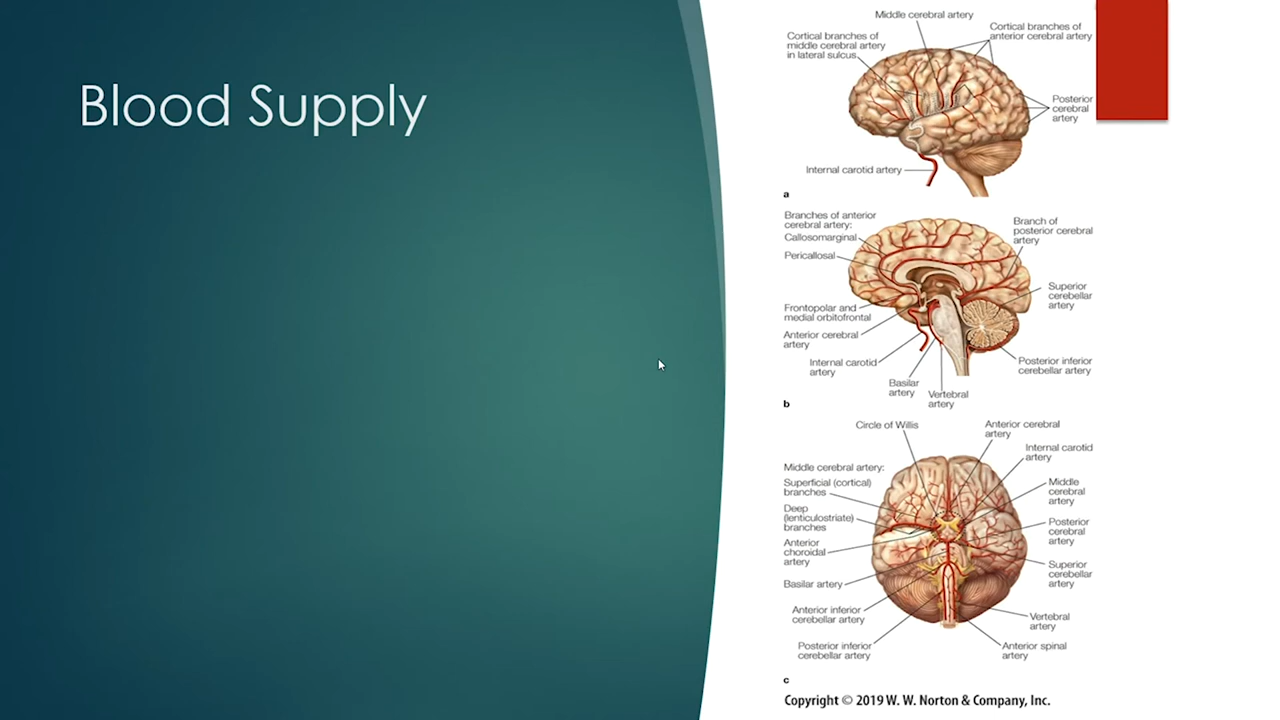 Blood Supply
Middle cerebral artery
Cortical branches of
anterior cerebral artery
Cortical branches of
middle cerebral artery
in lateral sulcus
Posterior
cerebral
artery
Internal carotid artery
a
Branches of anterior
cerebral artery:
Callosomarginal
Pericallosal
Branch of
posterior cerebral
artery
Superior
cerebellar
artery
Frontopolar and
medial orbitofrontal
Anterior cerebral
artery
Internal carotid
artery
Basilar
artery
Vertebral
artery
Posterior inferior
cerebellar artery
b
Circle of Willis
Anterior cerebral
artery
Internal carotid
artery
Middle cerebral artery:
Superficial (cortical)
branches
Deep
(lenticulostriate)
branches
Anterior
choroidal
artery
Basilar artery
Anterior inferior
cerebellar artery
Posterior inferior
cerebellar artery
Middle
cerebral
artery
Posterior
cerebral
artery
Superior
cerebellar
artery
Vertebral
artery
Anterior spinal
artery
c
Copyright © 2019 W. W. Norton & Company, Inc.